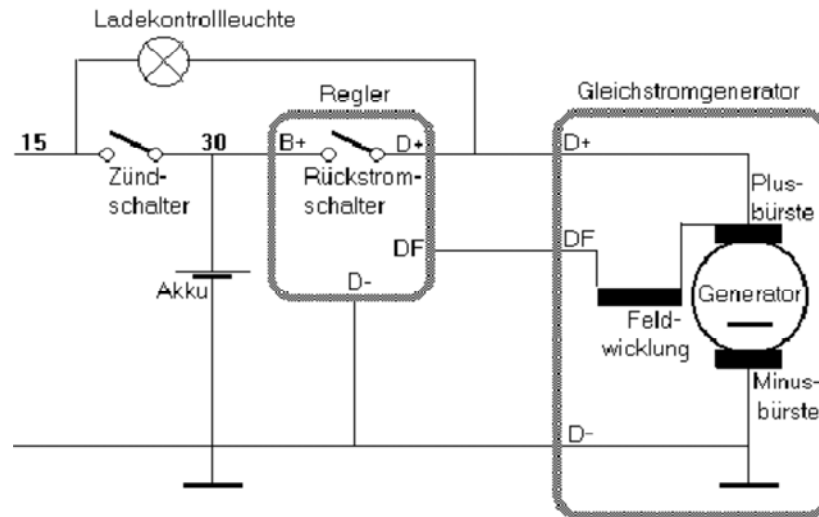 Ladekontrollleuchte
Regler
Gleichstromgenerator
15
30
B+
D+
D+
Zünd-
schalter
Rückstrom-
schalter
Plus-
bürste
DF
DF
Akku
D-
Feld-
wicklung
Generator
Minus-
bürste
D-